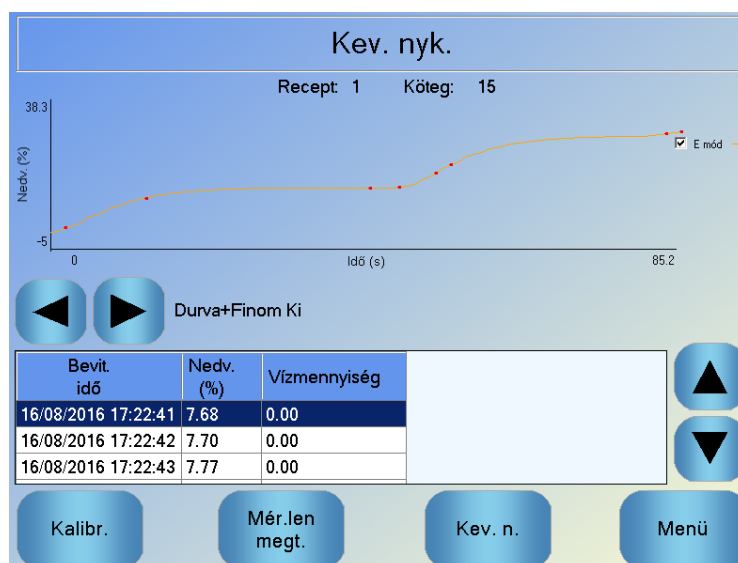 Kev. nyk.
Recept: 1 Köteg: 15
38.3
Nedv. (%)
E mód
-5
0 Idő (s) 85.2
Durva+Finom Ki
Bevit. idő Nedv. (%) Vízmennyiség
16/08/2016 17:22:41 7.68 0.00
16/08/2016 17:22:42 7.70 0.00
16/08/2016 17:22:43 7.77 0.00
Kalibr.
Mér.len
megt.
Kev. n.
Menü